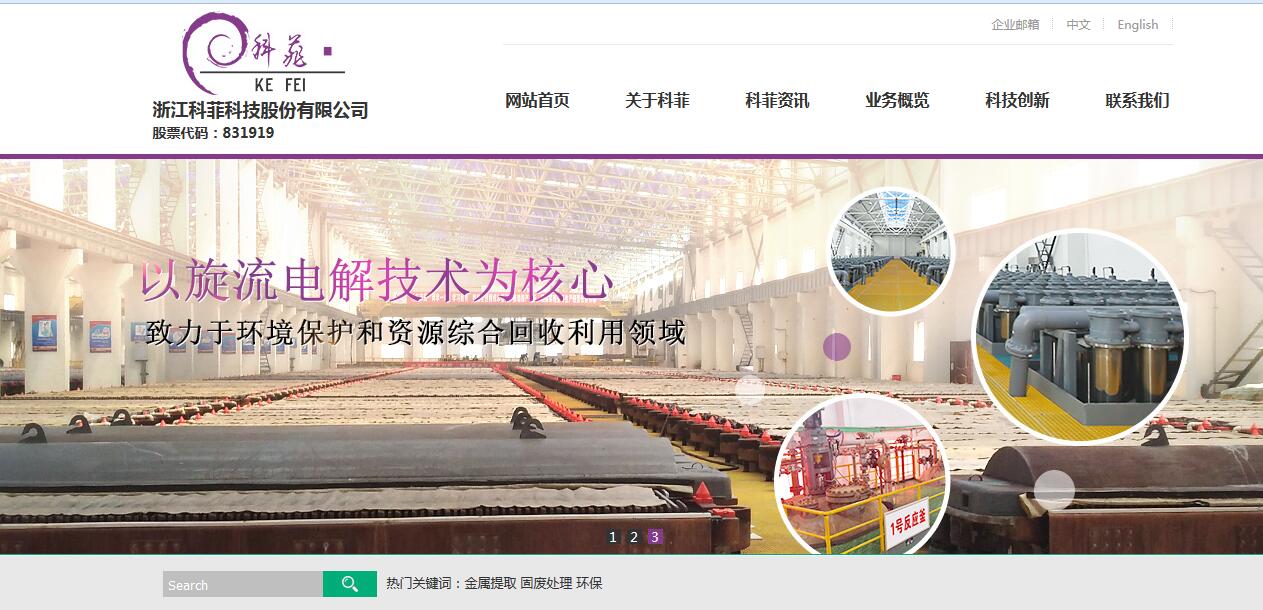 企业邮箱 中文 English
科菲
KE FEI
浙江科菲科技股份有限公司
股票代码：831919
网站首页 关于科菲 科菲资讯 业务概览 科技创新 联系我们
以旋流电解技术为核心
致力于环境保护和资源综合回收利用领域
1号反应釜
1 2 3
Search
热门关键词：金属提取 固废处理 环保